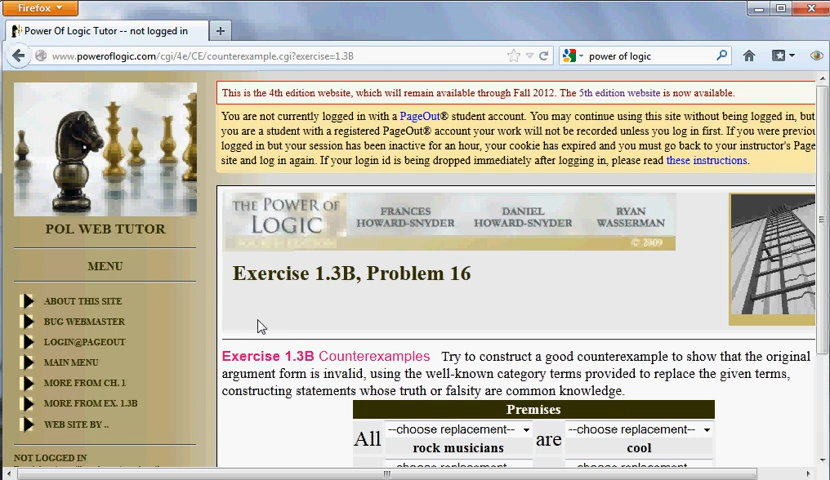 Firefox
Power Of Logic Tutor -- not logged in
www.poweroflogic.com/cgi/4e/CE/counterexample.cgi?exercise=1.3B
power of logic
This is the 4th edition website, which will remain available through Fall 2012. The 5th edition website is now available.
You are not currently logged in with a PageOut® student account. You may continue using this site without being logged in, but
you are a student with a registered PageOut® account your work will not be recorded unless you log in first. If you were previou
logged in but your session has been inactive for an hour, your cookie has expired and you must go back to your instructor's Page
site and log in again. If your login id is being dropped immediately after logging in, please read these instructions.
POL WEB TUTOR
MENU
ABOUT THIS SITE
BUG WEBMASTER
LOGIN@PAGEOUT
MAIN MENU
MORE FROM CH. 1
MORE FROM EX. 1.3B
WEB SITE BY ..
NOT LOGGED IN
THE POWER OF
LOGIC
FOURTH EDITION
FRANCES
HOWARD-SNYDER
DANIEL
HOWARD-SNYDER
RYAN
WASSERMAN
© 2009
Exercise 1.3B, Problem 16
Exercise 1.3B Counterexamples Try to construct a good counterexample to show that the original
argument form is invalid, using the well-known category terms provided to replace the given terms,
constructing statements whose truth or falsity are common knowledge.
Premises
All --choose replacement-- are --choose replacement--
rock musicians cool